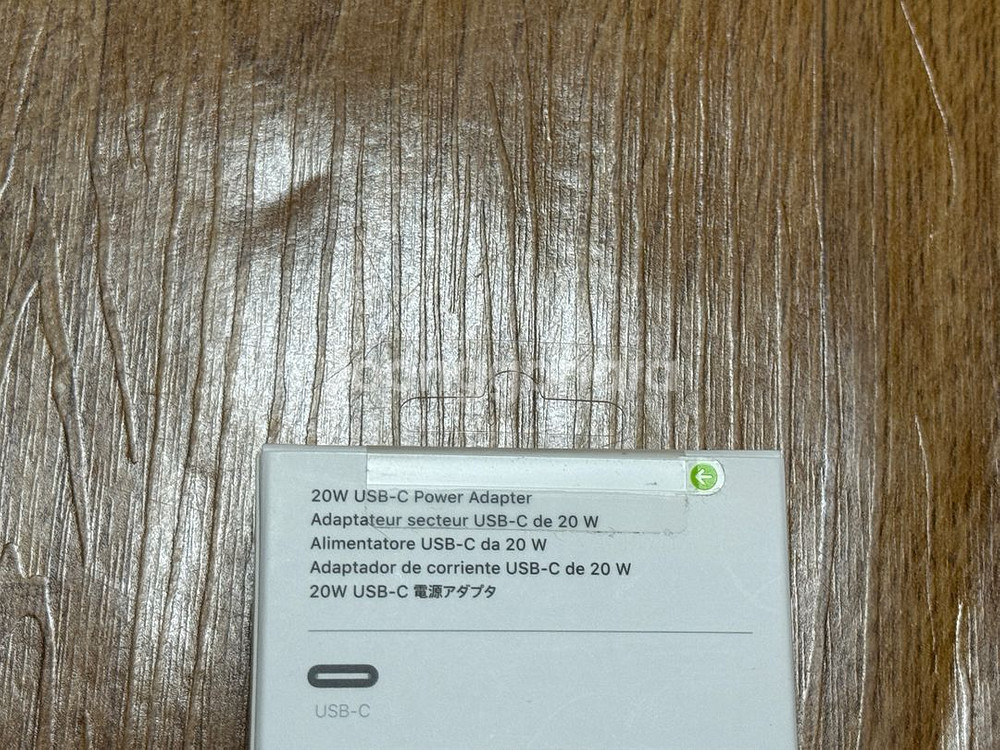 20W USB-C Power Adapter
Adaptateur secteur USB-C de 20 W
Alimentatore USB-C da 20 W
Adaptador de corriente USB-C de 20 W
20W USB-C 電源アダプタ
USB-C